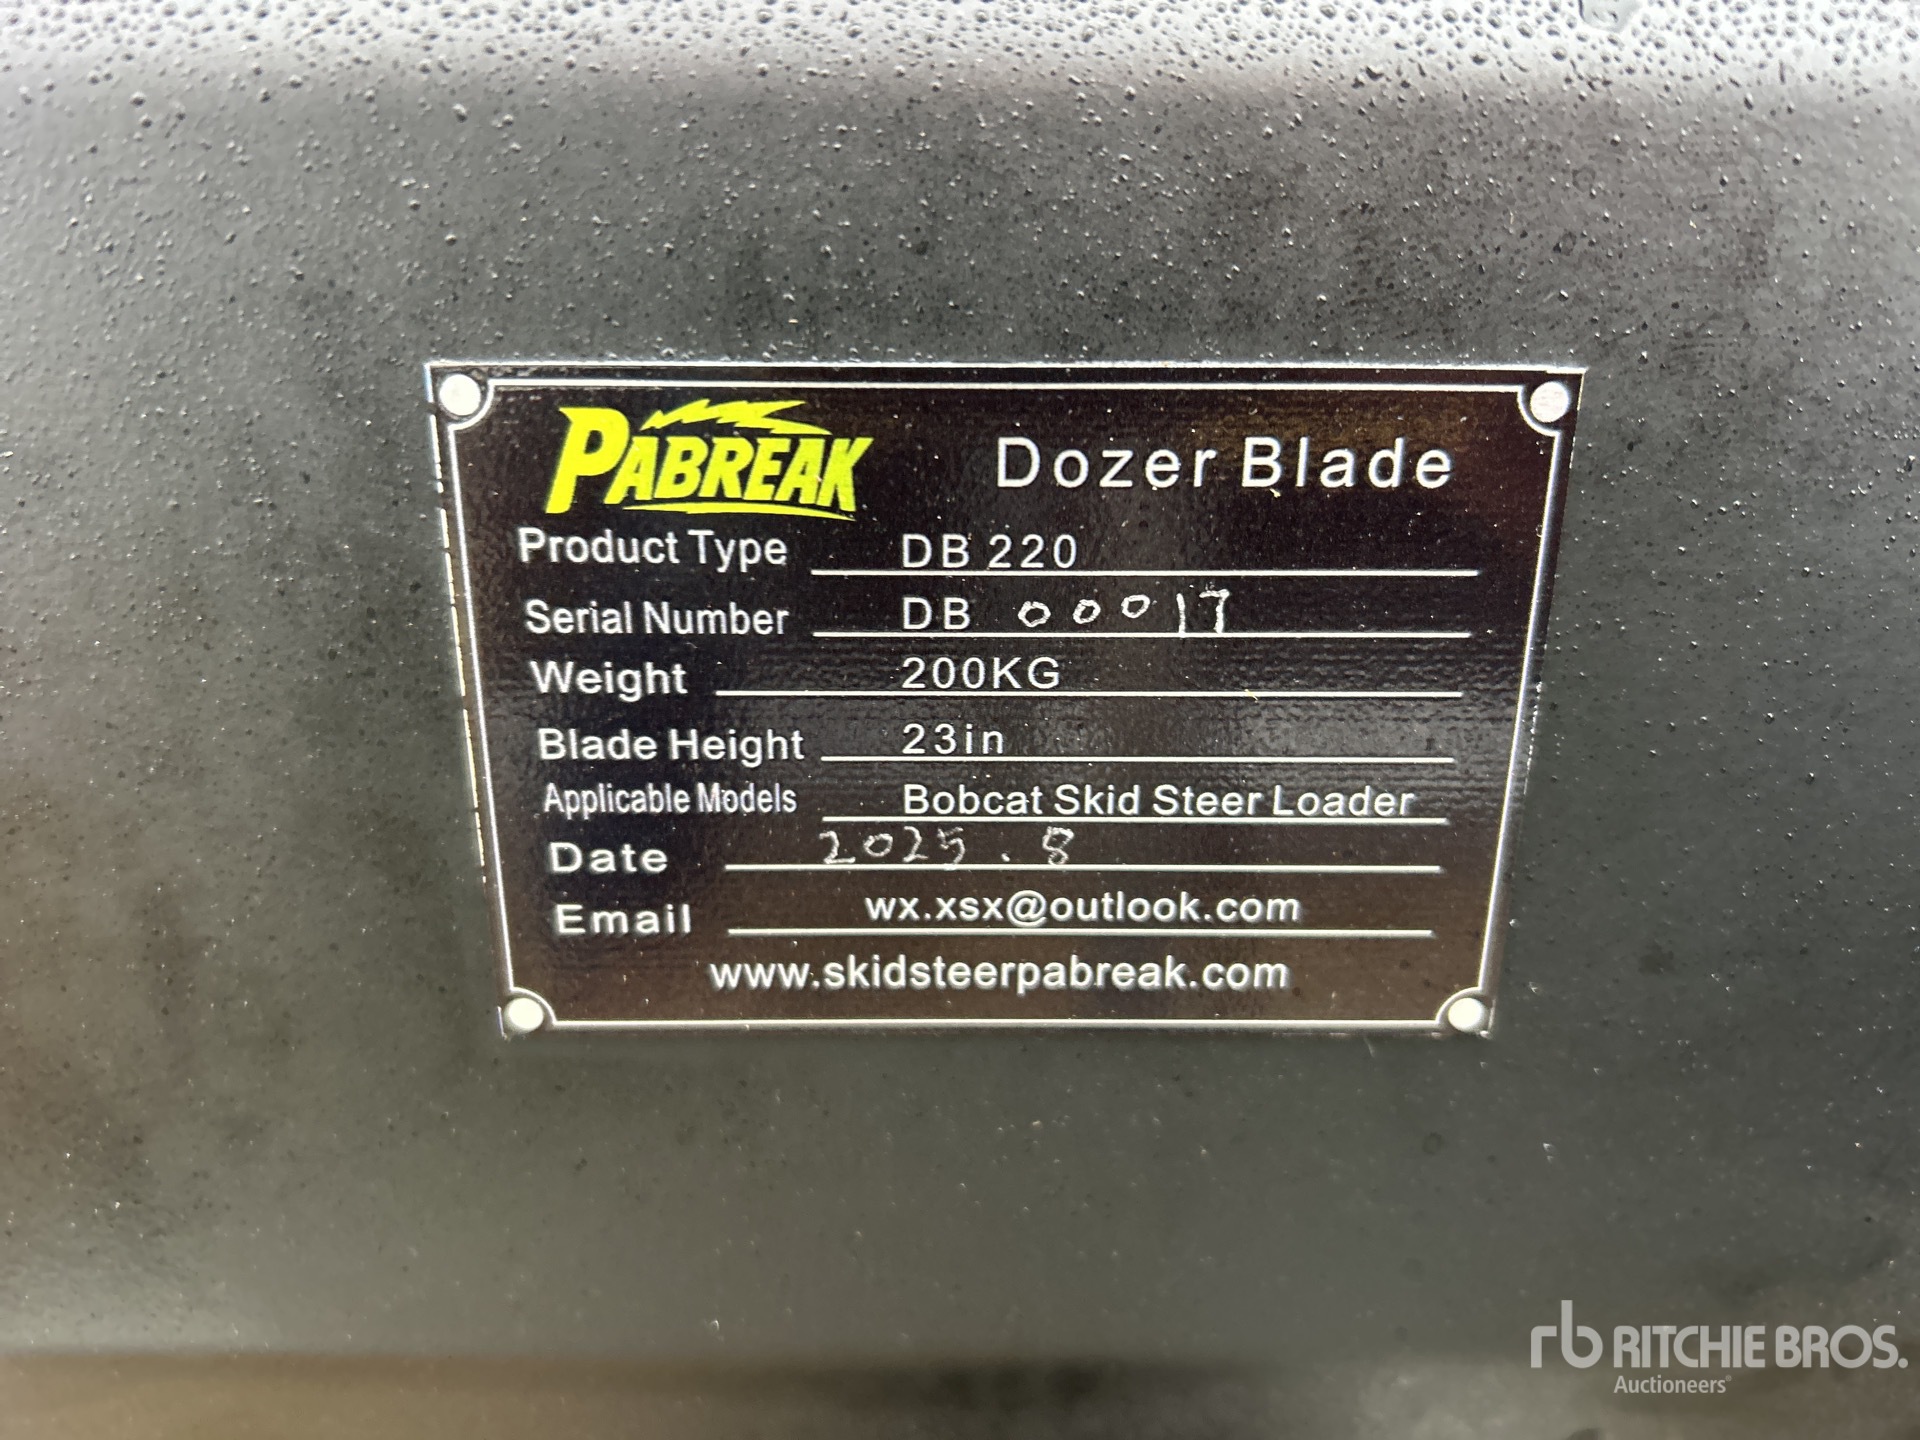 PABREAK Dozer Blade
Product Type DB 220
Serial Number DB 00017
Weight 200KG
Blade Height 23in
Applicable Models Bobcat Skid Steer Loader
Date 2025.8
Email wx.xsx@outlook.com
www.skidsteerpabreak.com
rb RITCHIE BROS.
Auctioneers®